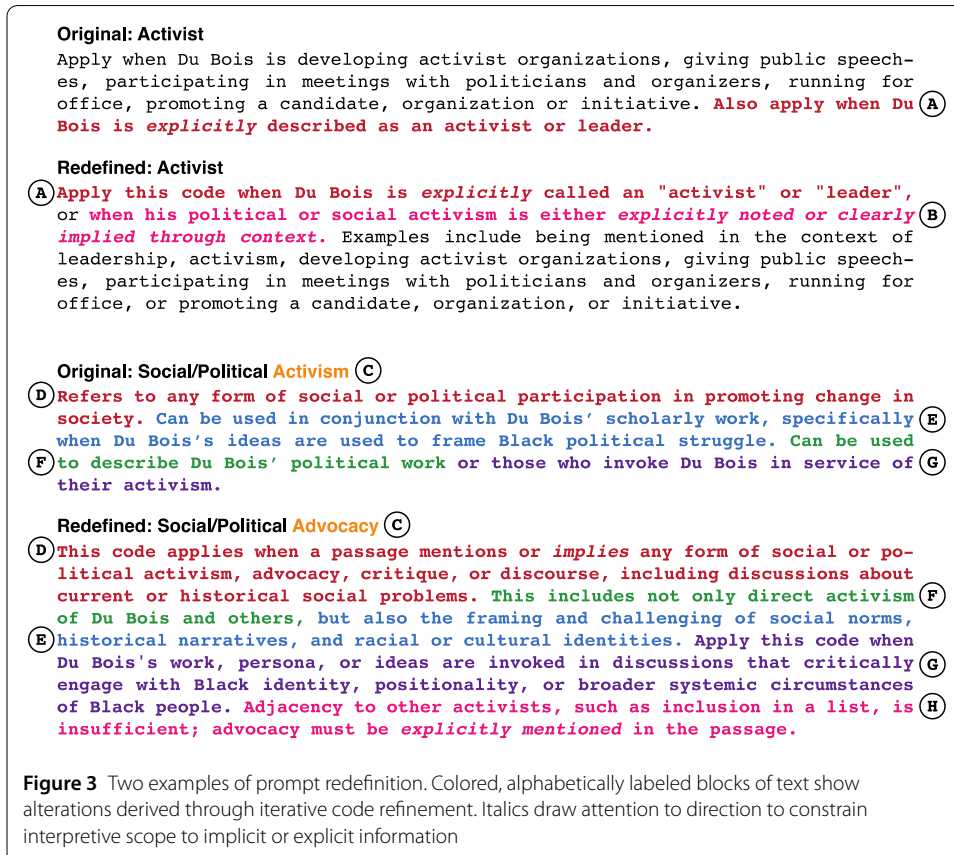 Original: Activist
Apply when Du Bois is developing activist organizations, giving public speech-
es, participating in meetings with politicians and organizers, running for
office, promoting a candidate, organization or initiative. Also apply when Du A
Bois is explicitly described as an activist or leader.
Redefined: Activist
A Apply this code when Du Bois is explicitly called an "activist" or "leader",
or when his political or social activism is either explicitly noted or clearly B
implied through context. Examples include being mentioned in the context of
leadership, activism, developing activist organizations, giving public speech-
es, participating in meetings with politicians and organizers, running for
office, or promoting a candidate, organization, or initiative.
Original: Social/Political Activism C
D Refers to any form of social or political participation in promoting change in
society. Can be used in conjunction with Du Bois’ scholarly work, specifically E
when Du Bois’s ideas are used to frame Black political struggle. Can be used
F to describe Du Bois’ political work or those who invoke Du Bois in service of G
their activism.
Redefined: Social/Political Advocacy C
D This code applies when a passage mentions or implies any form of social or po-
litical activism, advocacy, critique, or discourse, including discussions about
current or historical social problems. This includes not only direct activism F
of Du Bois and others, but also the framing and challenging of social norms,
E historical narratives, and racial or cultural identities. Apply this code when
Du Bois's work, persona, or ideas are invoked in discussions that critically G
engage with Black identity, positionality, or broader systemic circumstances
of Black people. Adjacency to other activists, such as inclusion in a list, is H
insufficient; advocacy must be explicitly mentioned in the passage.
Figure 3 Two examples of prompt redefinition. Colored, alphabetically labeled blocks of text show
alterations derived through iterative code refinement. Italics draw attention to direction to constrain
interpretive scope to implicit or explicit information